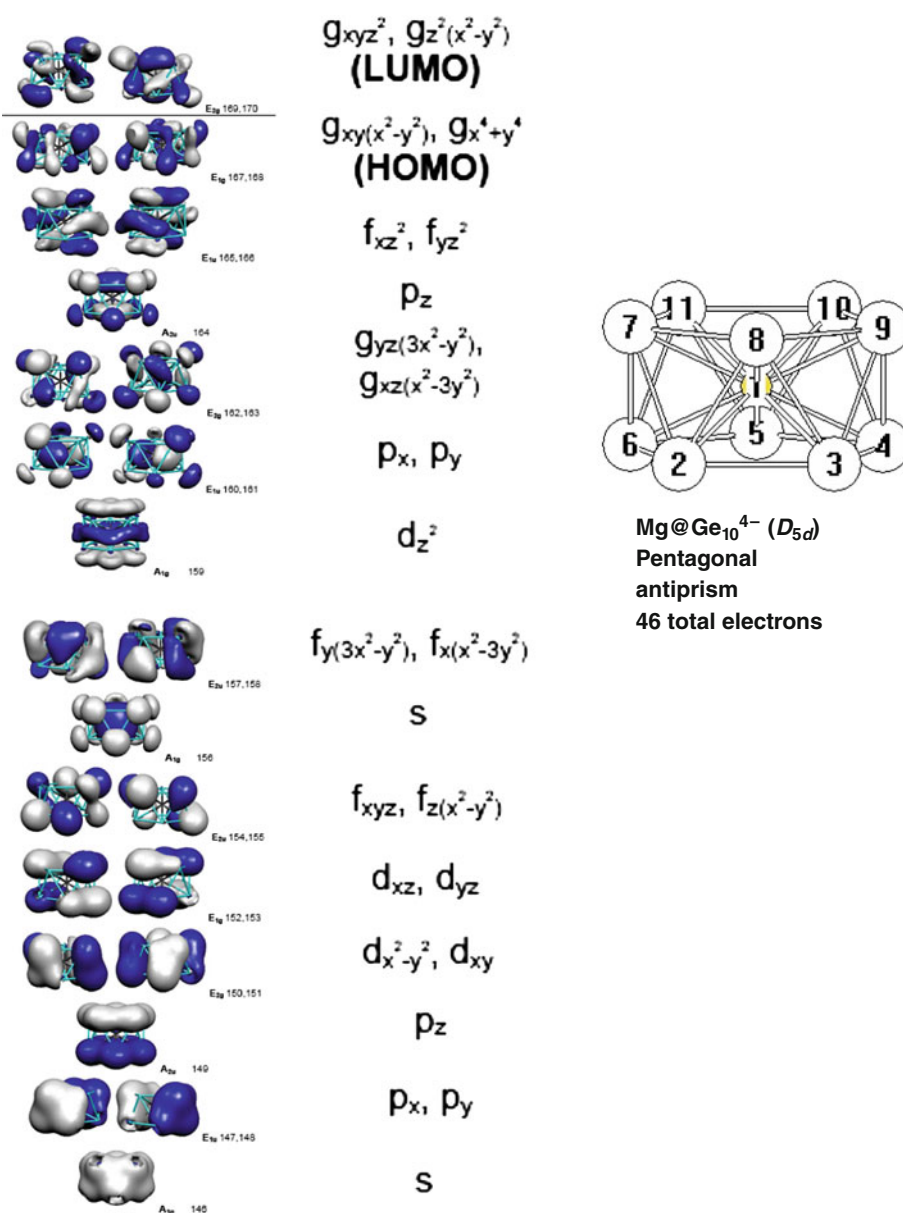 g_xyz², g_z²(x²-y²)
(LUMO)
E₂g 169,170
g_xy(x²-y²), g_x⁴+y⁴
(HOMO)
E₁g 167,168
f_xz², f_yz²
E₁u 165,166
p_z
A₂u 164
g_yz(3x²-y²),
g_xz(x²-3y²)
E₂g 162,163
p_x, p_y
E₁u 160,161
d_z²
A₁g 159
f_y(3x²-y²), f_x(x²-3y²)
E₂u 157,158
s
A₁g 156
f_xyz, f_z(x²-y²)
E₂u 154,155
d_xz, d_yz
E₁g 152,153
d_x²-y², d_xy
E₂g 150,151
p_z
A₂u 149
p_x, p_y
E₁u 147,148
s
A₁g 146
11 10
7 8 9
1
6 5 4
2 3
Mg@Ge₁₀⁴⁻ (D₅d)
Pentagonal
antiprism
46 total electrons